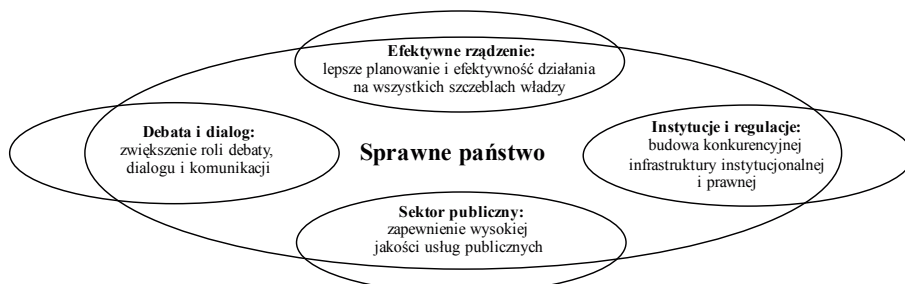 Efektywne rządzenie:
lepsze planowanie i efektywność działania
na wszystkich szczeblach władzy
Debata i dialog:
zwiększenie roli debaty,
dialogu i komunikacji
Sprawne państwo
Instytucje i regulacje:
budowa konkurencyjnej
infrastruktury instytucjonalnej
i prawnej
Sektor publiczny:
zapewnienie wysokiej
jakości usług publicznych